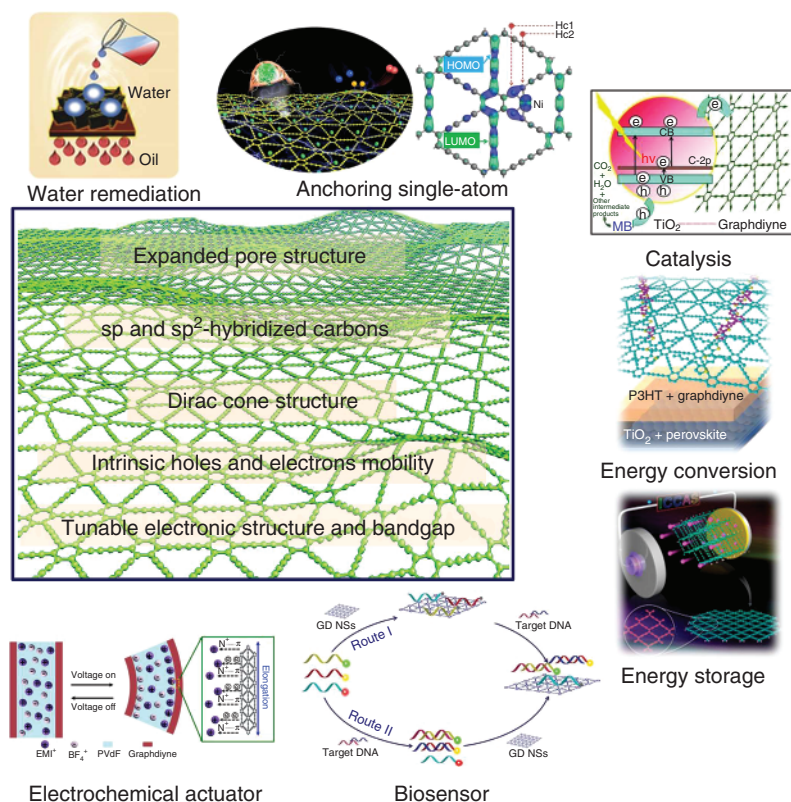 Water
Oil
Water remediation
HOMO
LUMO
Hc1
Hc2
Ni
Anchoring single-atom
e
e
e
CB
hν
e
C-2p
VB
e
h
h
h
CO2
+
H2O
+
Other
intermediate
products
MB
TiO2
Graphdiyne
Catalysis
Expanded pore structure
sp and sp²-hybridized carbons
Dirac cone structure
Intrinsic holes and electrons mobility
Tunable electronic structure and bandgap
P3HT + graphdiyne
TiO2 + perovskite
Energy conversion
ICCAS
Energy storage
Voltage on
Voltage off
N⁺
π
N⁺
π
N⁺
π
N⁺
π
Elongation
EMI⁺
BF4⁺
PVdF
Graphdiyne
Electrochemical actuator
GD NSs
Route I
Target DNA
Route II
Target DNA
GD NSs
Biosensor